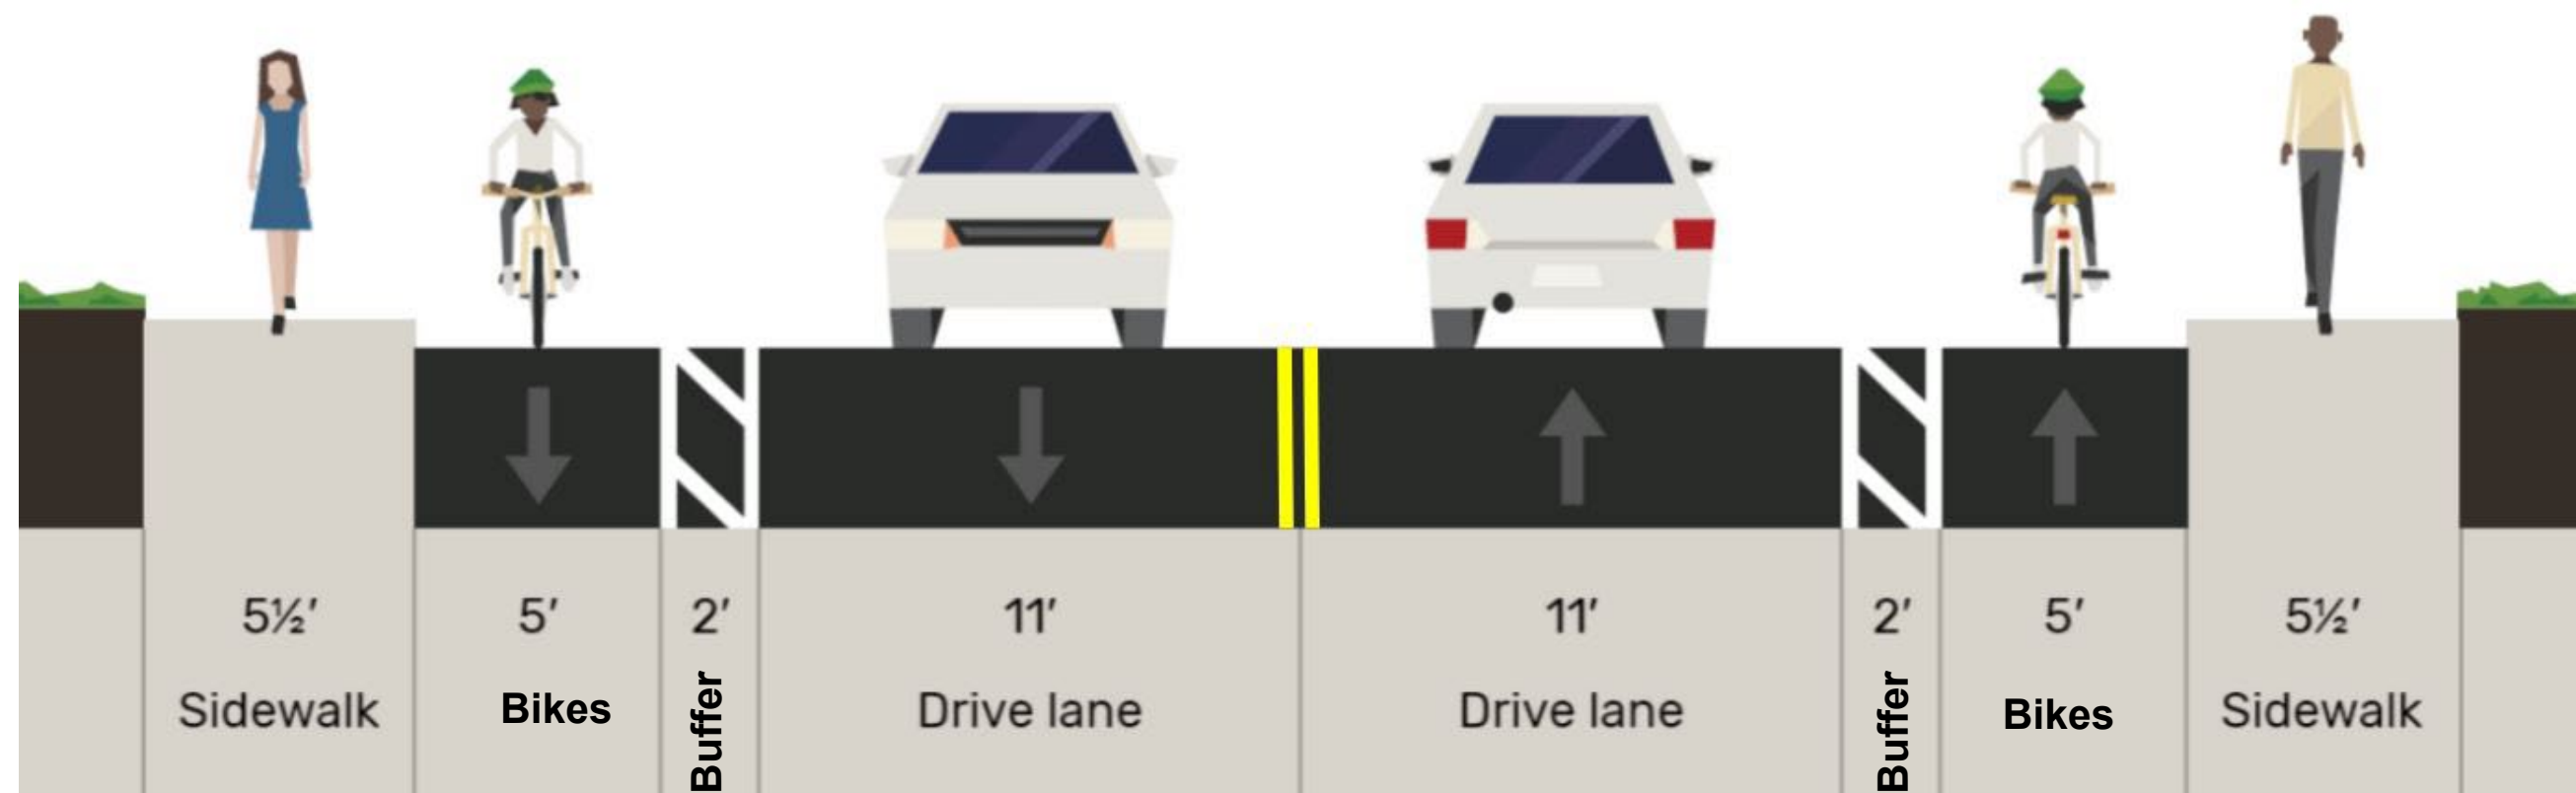 5½′ 5′ 2′ 11′ 11′ 2′ 5′ 5½′
Sidewalk Bikes Buffer Drive lane Drive lane Buffer Bikes Sidewalk